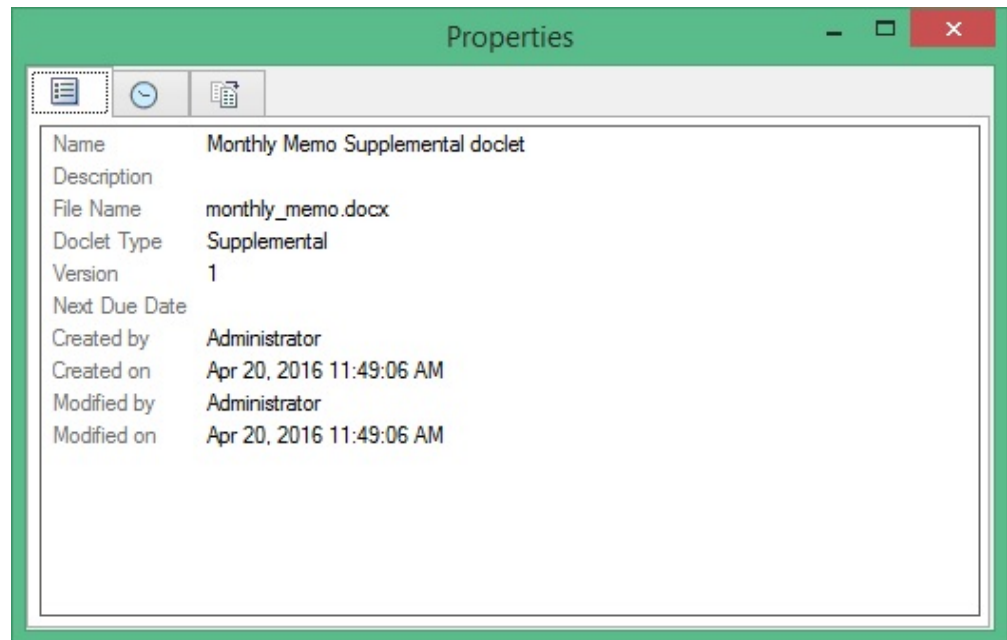 Properties
Name Monthly Memo Supplemental doclet
Description
File Name monthly_memo.docx
Doclet Type Supplemental
Version 1
Next Due Date
Created by Administrator
Created on Apr 20, 2016 11:49:06 AM
Modified by Administrator
Modified on Apr 20, 2016 11:49:06 AM